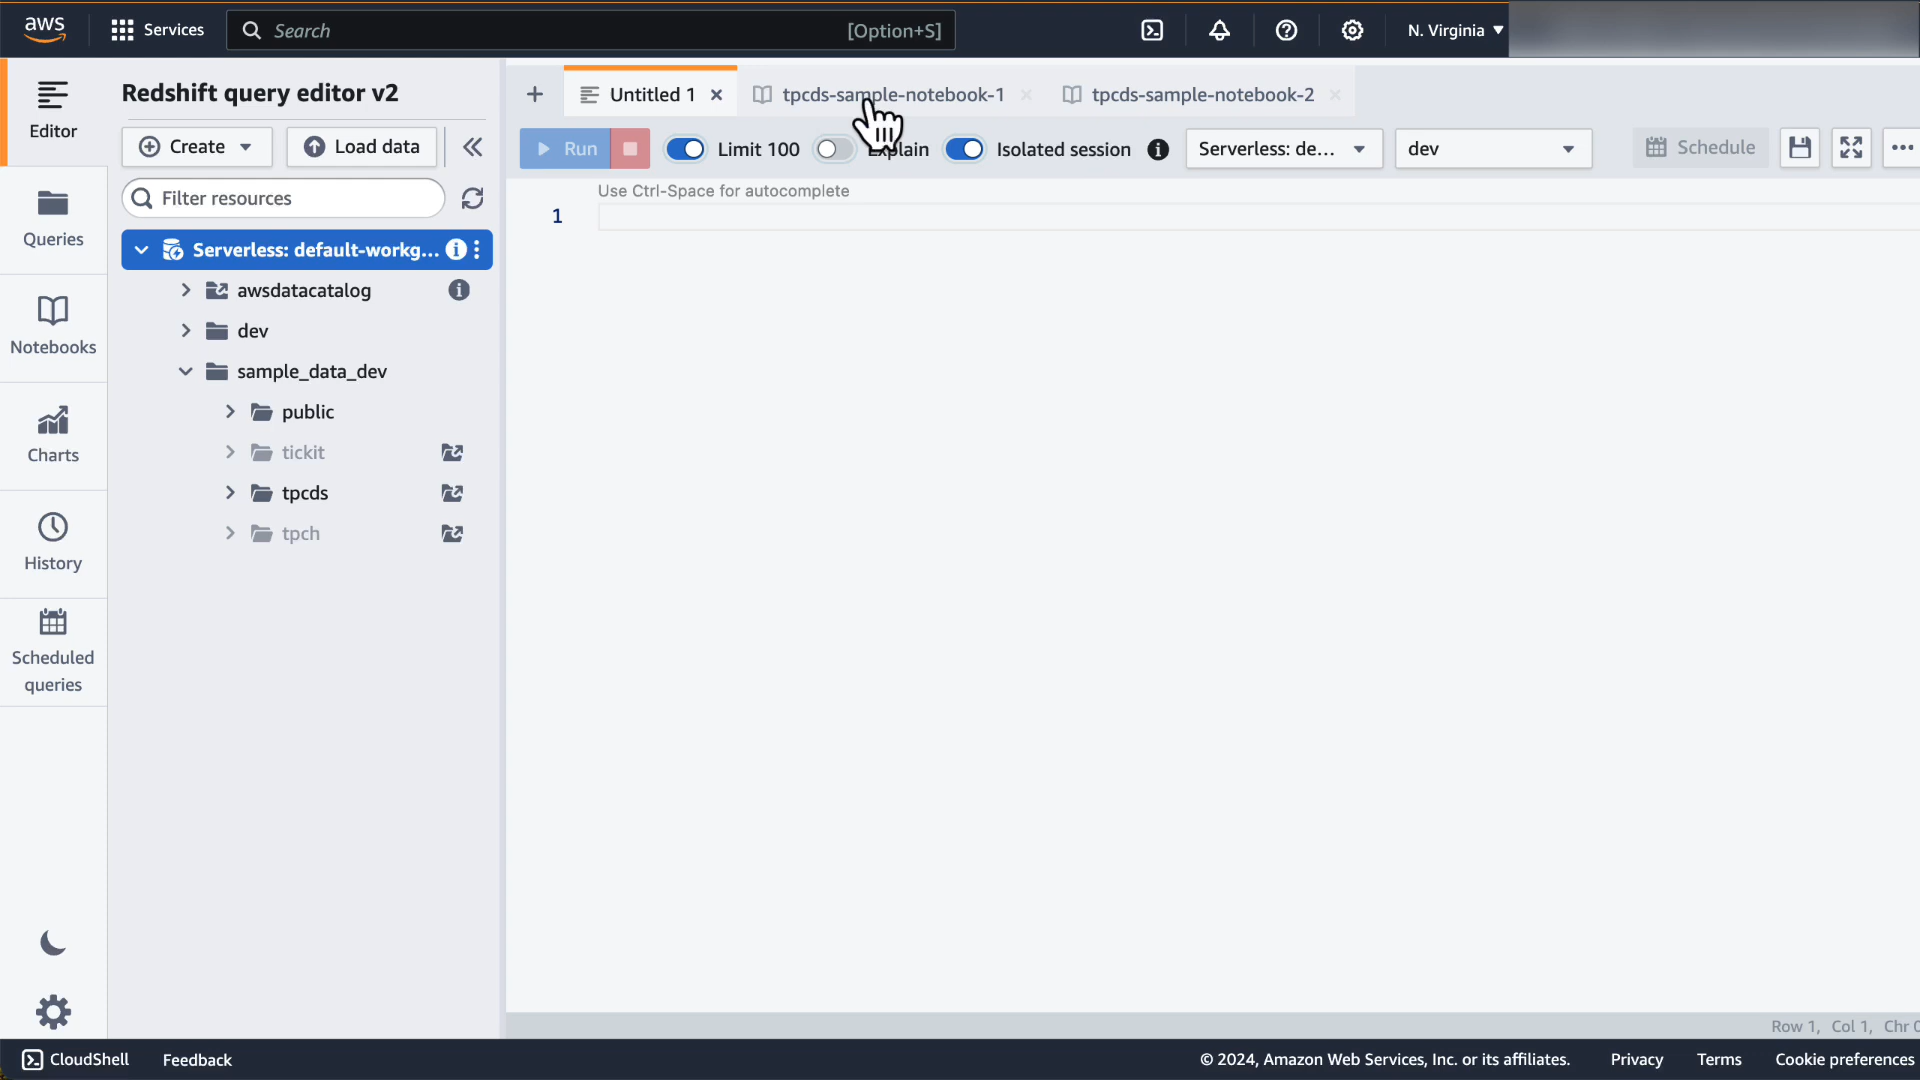 aws
Services
Search
[Option+S]
N. Virginia
Redshift query editor v2
Editor
Queries
Notebooks
Charts
History
Scheduled
queries
Create
Load data
Filter resources
Serverless: default-workg...
awsdatacatalog
dev
sample_data_dev
public
tickit
tpcds
tpch
Untitled 1
tpcds-sample-notebook-1
tpcds-sample-notebook-2
Run
Limit 100
Explain
Isolated session
Serverless: de...
dev
Schedule
Use Ctrl-Space for autocomplete
1
Row 1, Col 1, Chr 0
CloudShell
Feedback
© 2024, Amazon Web Services, Inc. or its affiliates.
Privacy
Terms
Cookie preferences